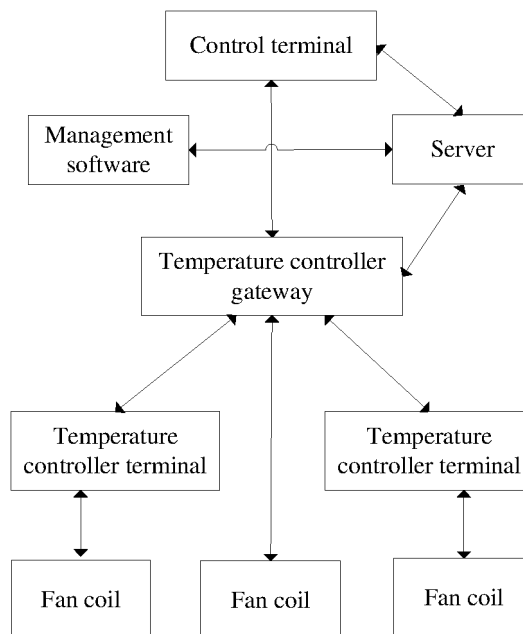 Control terminal
Management
software
Server
Temperature controller
gateway
Temperature
controller terminal
Temperature
controller terminal
Fan coil
Fan coil
Fan coil